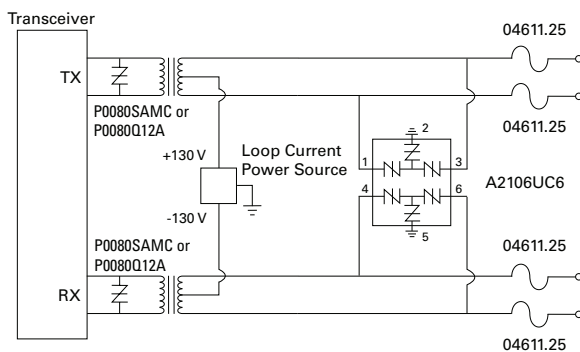 Transceiver
04611.25
TX
P0080SAMC or
P0080Q12A
04611.25
+130 V
Loop Current
Power Source
2
1
3
A2106UC6
4
6
-130 V
5
P0080SAMC or
P0080Q12A
04611.25
RX
04611.25